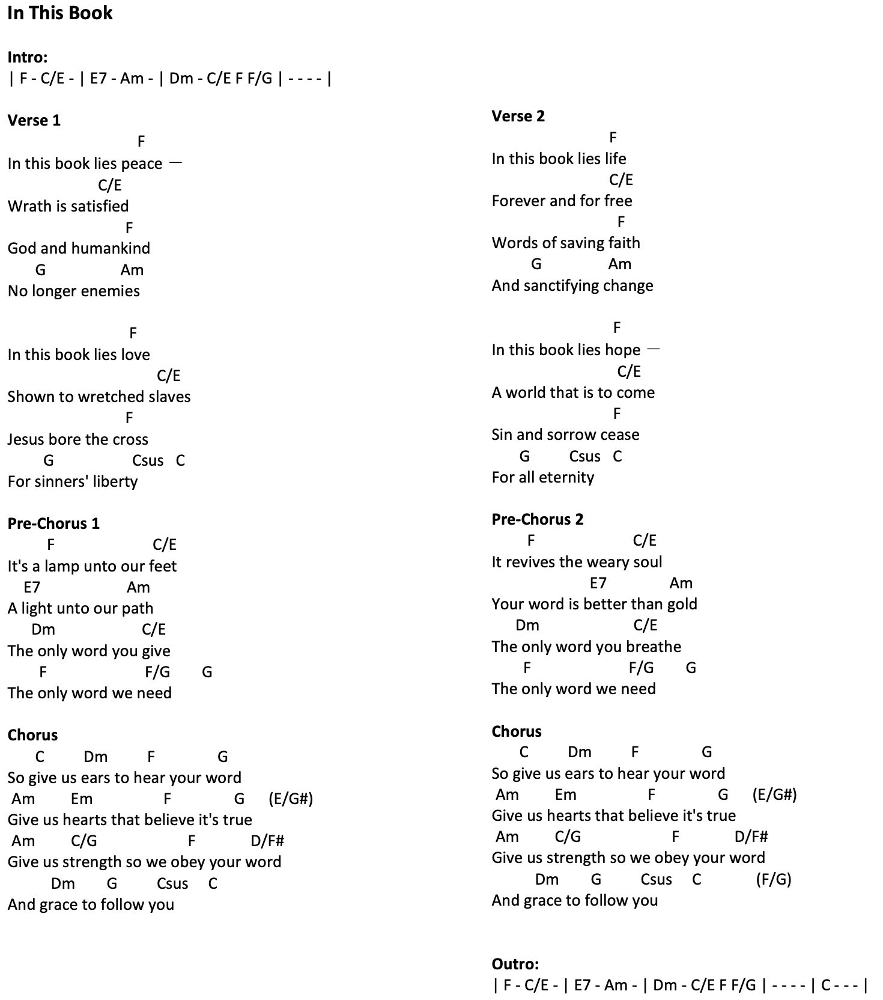 In This Book
Intro:
| F - C/E - | E7 - Am - | Dm - C/E F F/G | - - - - |
Verse 1
F
In this book lies peace —
C/E
Wrath is satisfied
F
God and humankind
G Am
No longer enemies
F
In this book lies love
C/E
Shown to wretched slaves
F
Jesus bore the cross
G Csus C
For sinners' liberty
Pre-Chorus 1
F C/E
It's a lamp unto our feet
E7 Am
A light unto our path
Dm C/E
The only word you give
F F/G G
The only word we need
Chorus
C Dm F G
So give us ears to hear your word
Am Em F G (E/G#)
Give us hearts that believe it's true
Am C/G F D/F#
Give us strength so we obey your word
Dm G Csus C
And grace to follow you
Verse 2
F
In this book lies life
C/E
Forever and for free
F
Words of saving faith
G Am
And sanctifying change
F
In this book lies hope —
C/E
A world that is to come
F
Sin and sorrow cease
G Csus C
For all eternity
Pre-Chorus 2
F C/E
It revives the weary soul
E7 Am
Your word is better than gold
Dm C/E
The only word you breathe
F F/G G
The only word we need
Chorus
C Dm F G
So give us ears to hear your word
Am Em F G (E/G#)
Give us hearts that believe it's true
Am C/G F D/F#
Give us strength so we obey your word
Dm G Csus C (F/G)
And grace to follow you
Outro:
| F - C/E - | E7 - Am - | Dm - C/E F F/G | - - - - | C - - - |